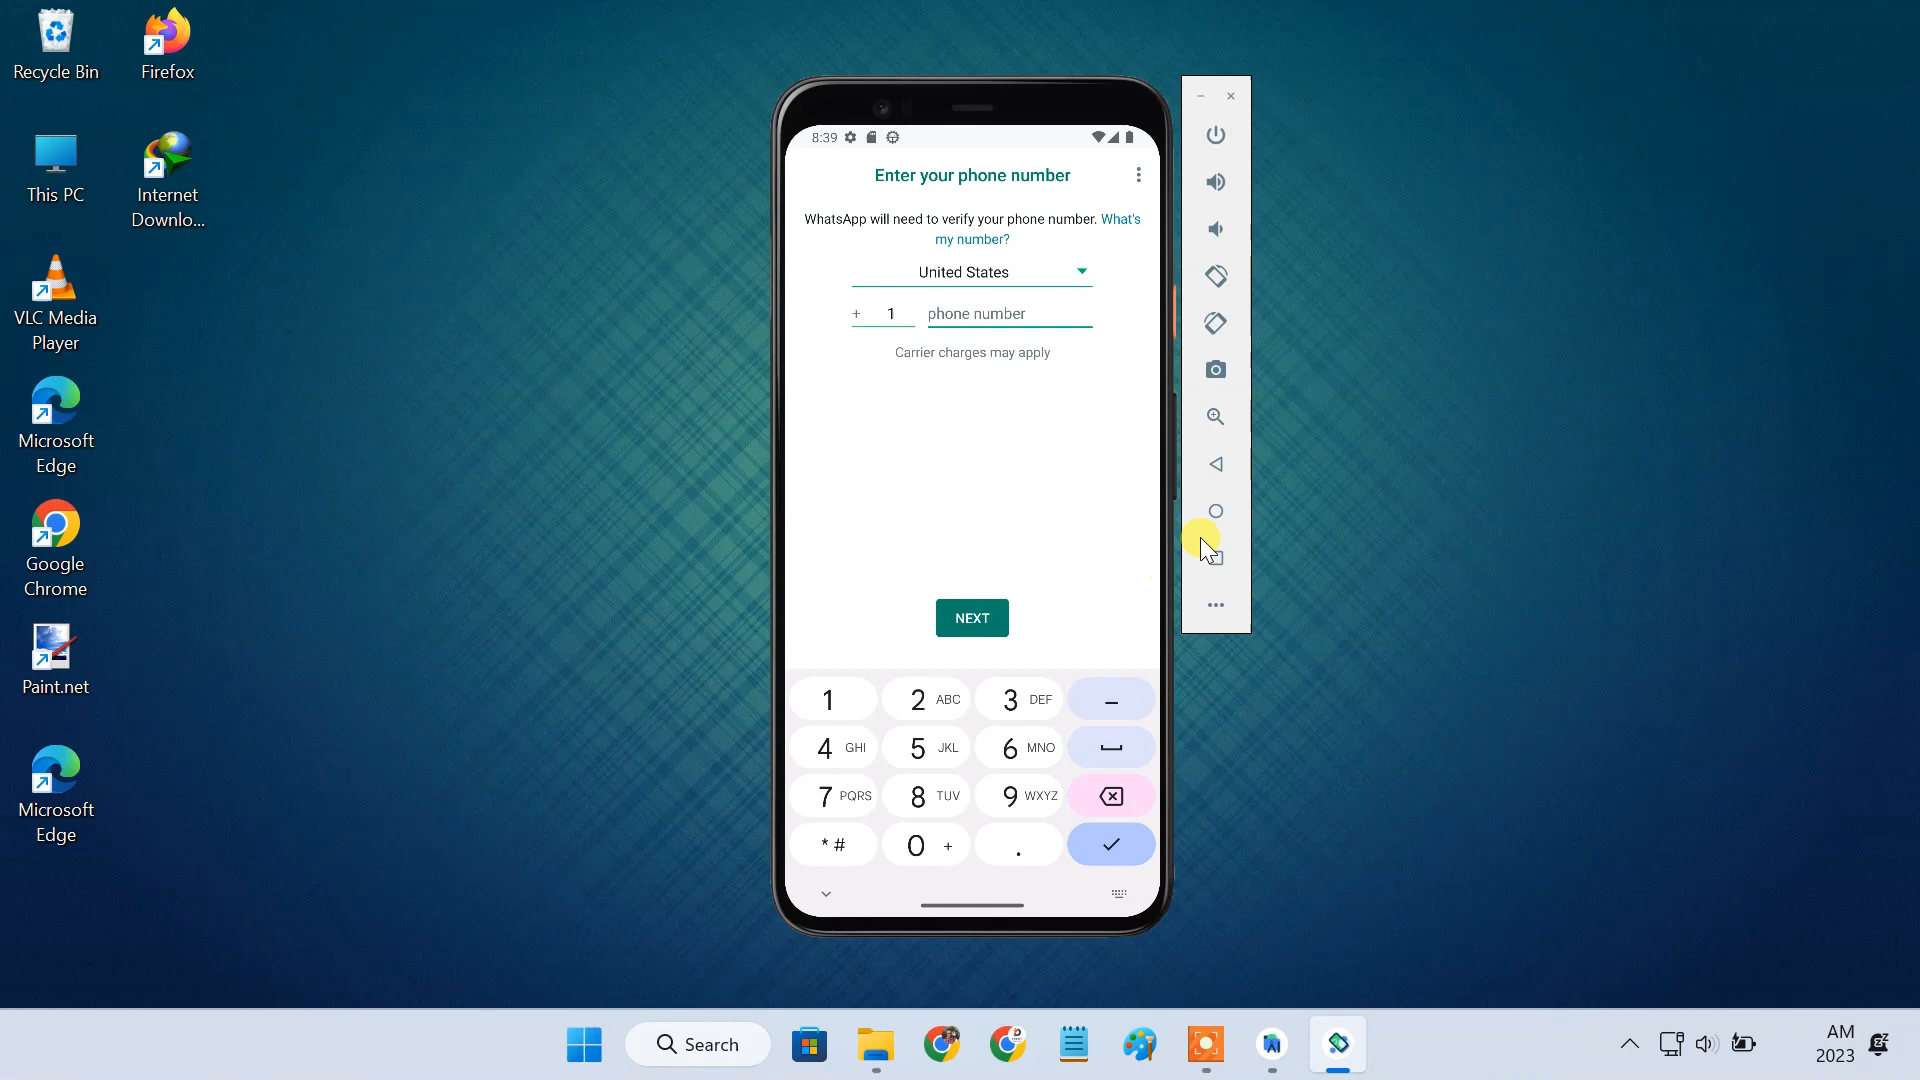 Recycle Bin
Firefox
This PC
Internet
Downlo...
VLC Media
Player
Microsoft
Edge
Google
Chrome
Paint.net
Microsoft
Edge
8:39
Enter your phone number
WhatsApp will need to verify your phone number. What's
my number?
United States
+ 1 phone number
Carrier charges may apply
NEXT
1 2 ABC 3 DEF –
4 GHI 5 JKL 6 MNO
7 PQRS 8 TUV 9 WXYZ
* # 0 + .
Search
AM
2023